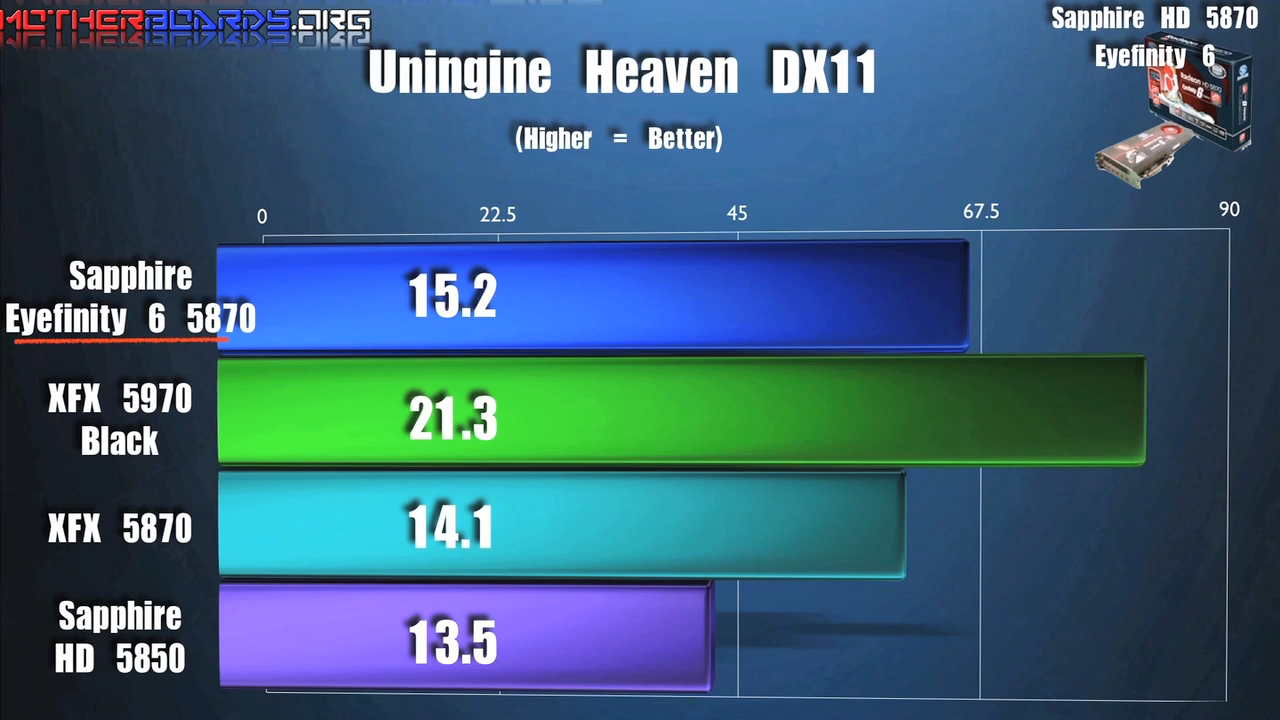 MOTHERBOARDS.ORG
Sapphire HD 5870
Eyefinity 6
Uningine Heaven DX11
(Higher = Better)
0 22.5 45 67.5 90
Sapphire
Eyefinity 6 5870
15.2
XFX 5970
Black
21.3
XFX 5870
14.1
Sapphire
HD 5850
13.5